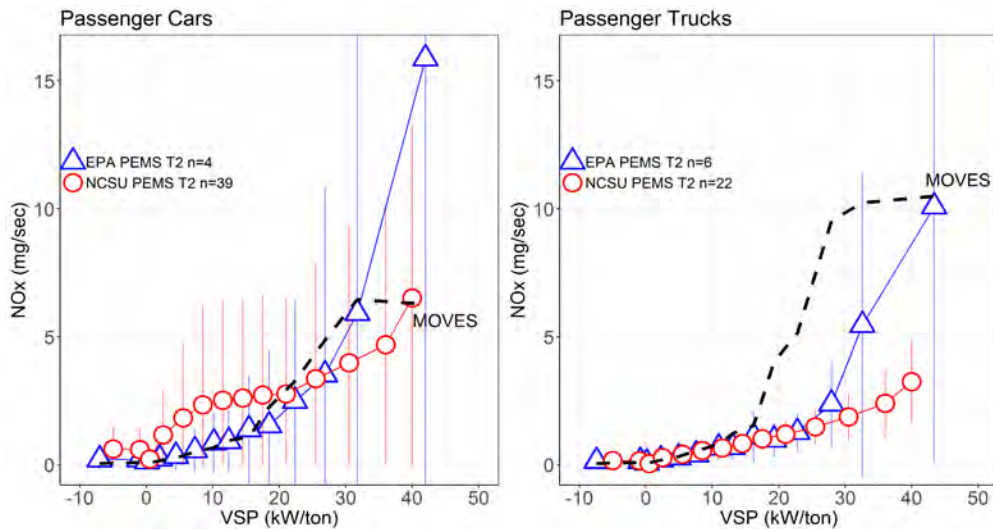 Passenger Cars
15
10
5
0
NOx (mg/sec)
EPA PEMS T2 n=4
NCSU PEMS T2 n=39
MOVES
-10 0 10 20 30 40 50
VSP (kW/ton)
Passenger Trucks
15
10
5
0
NOx (mg/sec)
EPA PEMS T2 n=6
NCSU PEMS T2 n=22
MOVES
-10 0 10 20 30 40 50
VSP (kW/ton)